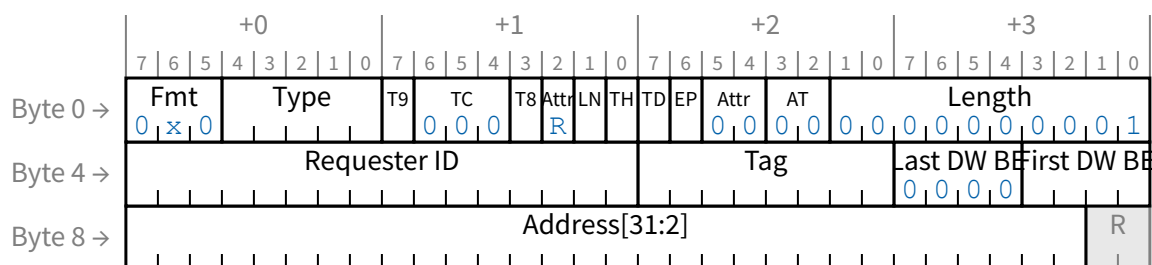 +0 +1 +2 +3
7 6 5 4 3 2 1 0 7 6 5 4 3 2 1 0 7 6 5 4 3 2 1 0 7 6 5 4 3 2 1 0
Byte 0 → Fmt Type T9 TC T8 Attr LN TH TD EP Attr AT Length
0 x 0 0 0 0 R 0 0 0 0 0 0 0 0 0 0 0 0 0 1
Byte 4 → Requester ID Tag Last DW BE First DW BE
0 0 0 0
Byte 8 → Address[31:2] R